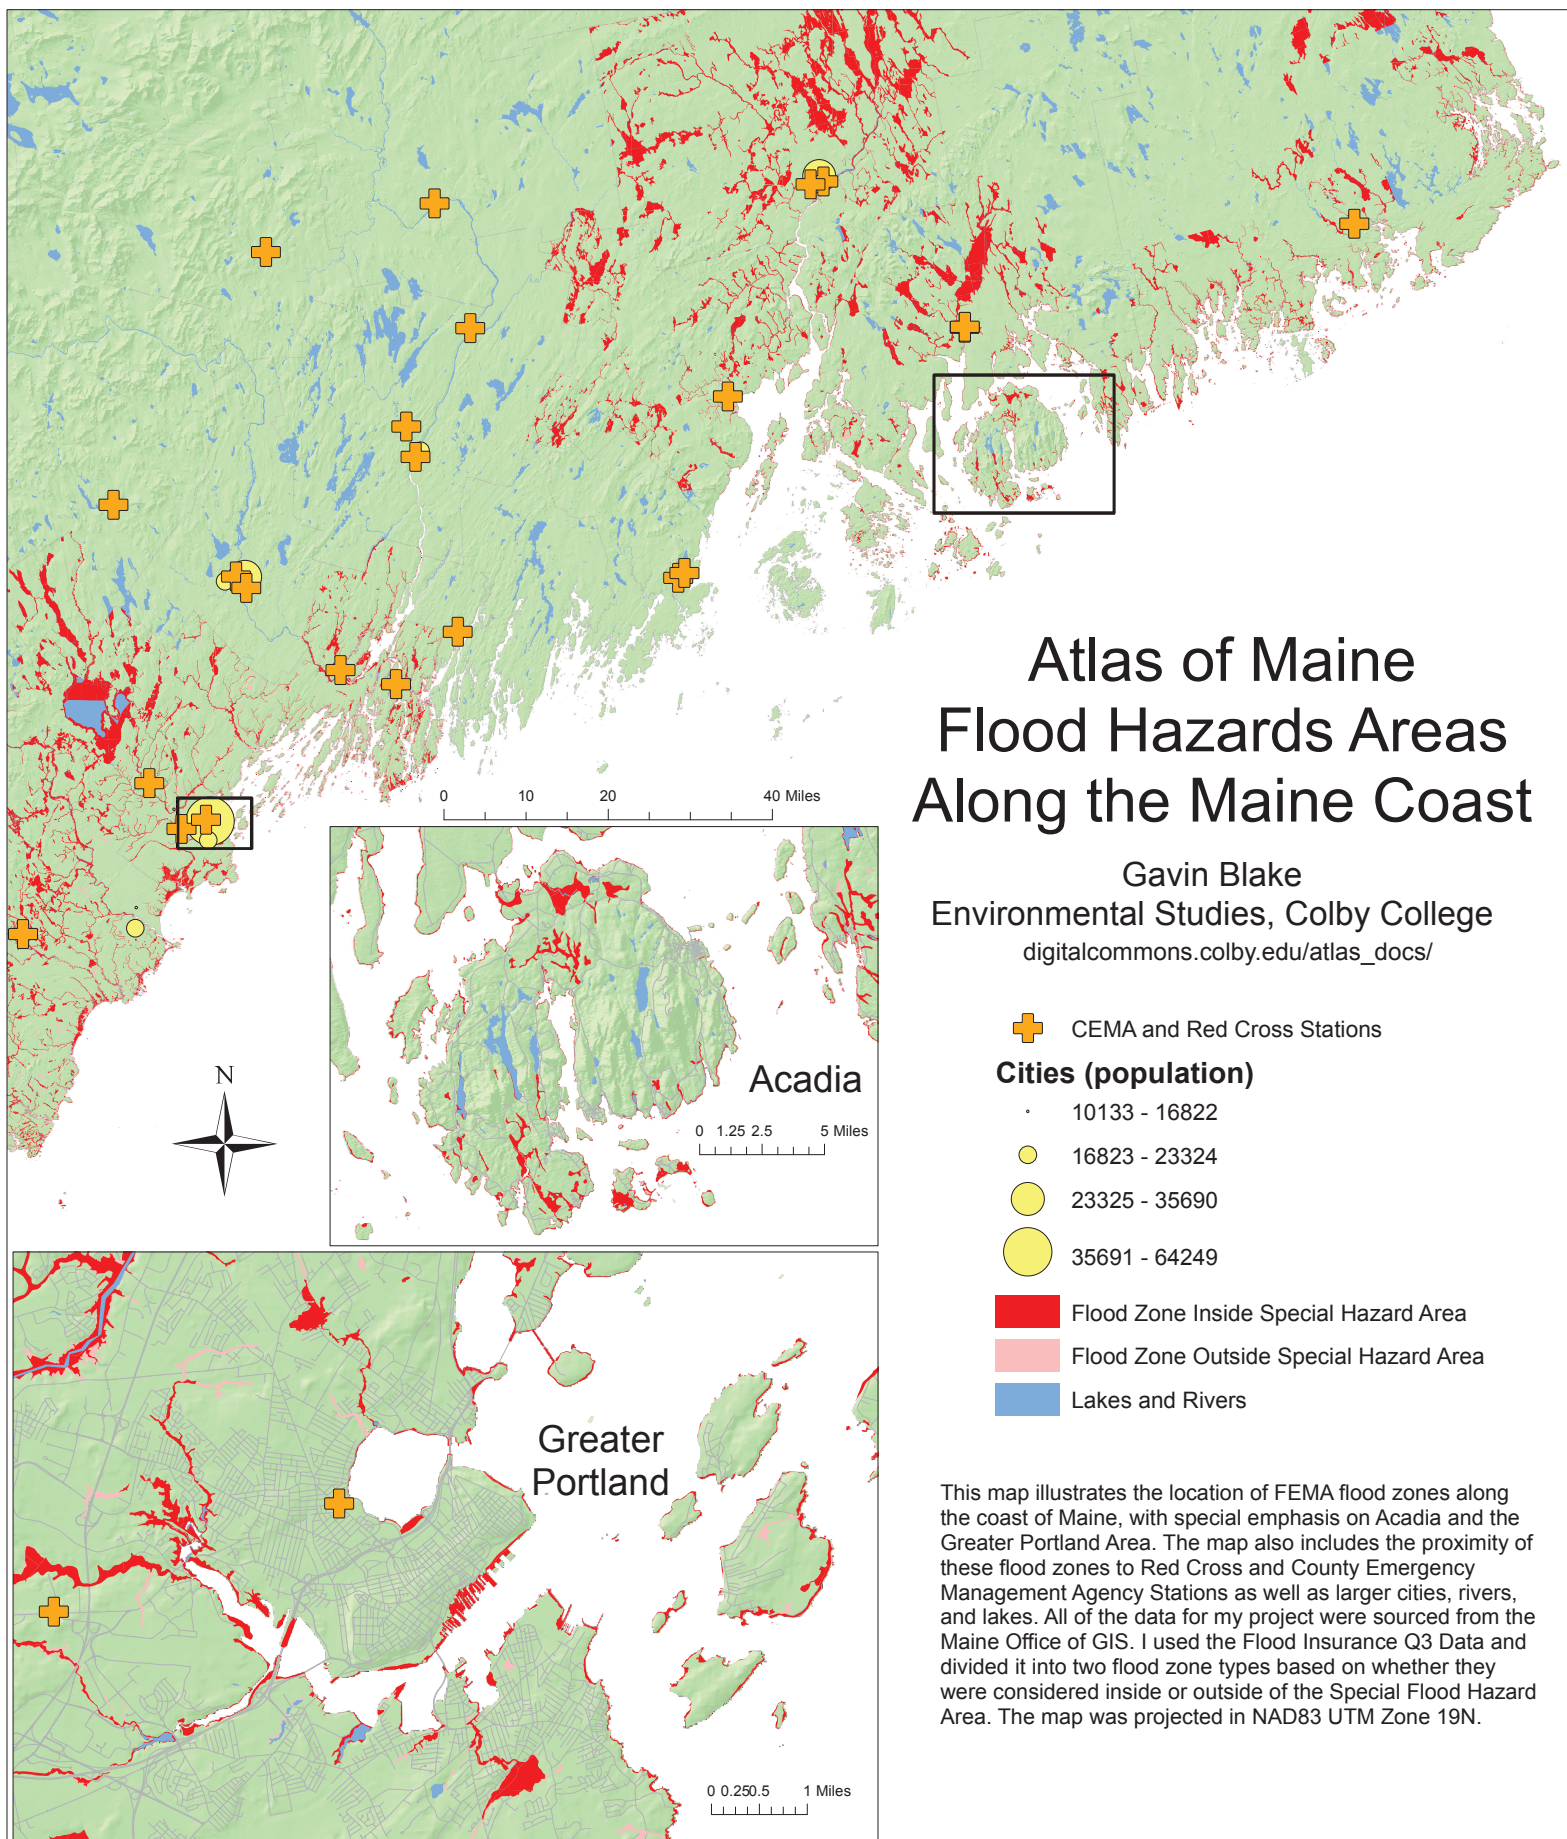 Atlas of Maine
Flood Hazards Areas
Along the Maine Coast
Gavin Blake
Environmental Studies, Colby College
digitalcommons.colby.edu/atlas_docs/
CEMA and Red Cross Stations
Cities (population)
10133 - 16822
16823 - 23324
23325 - 35690
35691 - 64249
Flood Zone Inside Special Hazard Area
Flood Zone Outside Special Hazard Area
Lakes and Rivers
This map illustrates the location of FEMA flood zones along
the coast of Maine, with special emphasis on Acadia and the
Greater Portland Area. The map also includes the proximity of
these flood zones to Red Cross and County Emergency
Management Agency Stations as well as larger cities, rivers,
and lakes. All of the data for my project were sourced from the
Maine Office of GIS. I used the Flood Insurance Q3 Data and
divided it into two flood zone types based on whether they
were considered inside or outside of the Special Flood Hazard
Area. The map was projected in NAD83 UTM Zone 19N.
0 10 20 40 Miles
N
Acadia
0 1.25 2.5 5 Miles
Greater
Portland
0 0.250.5 1 Miles